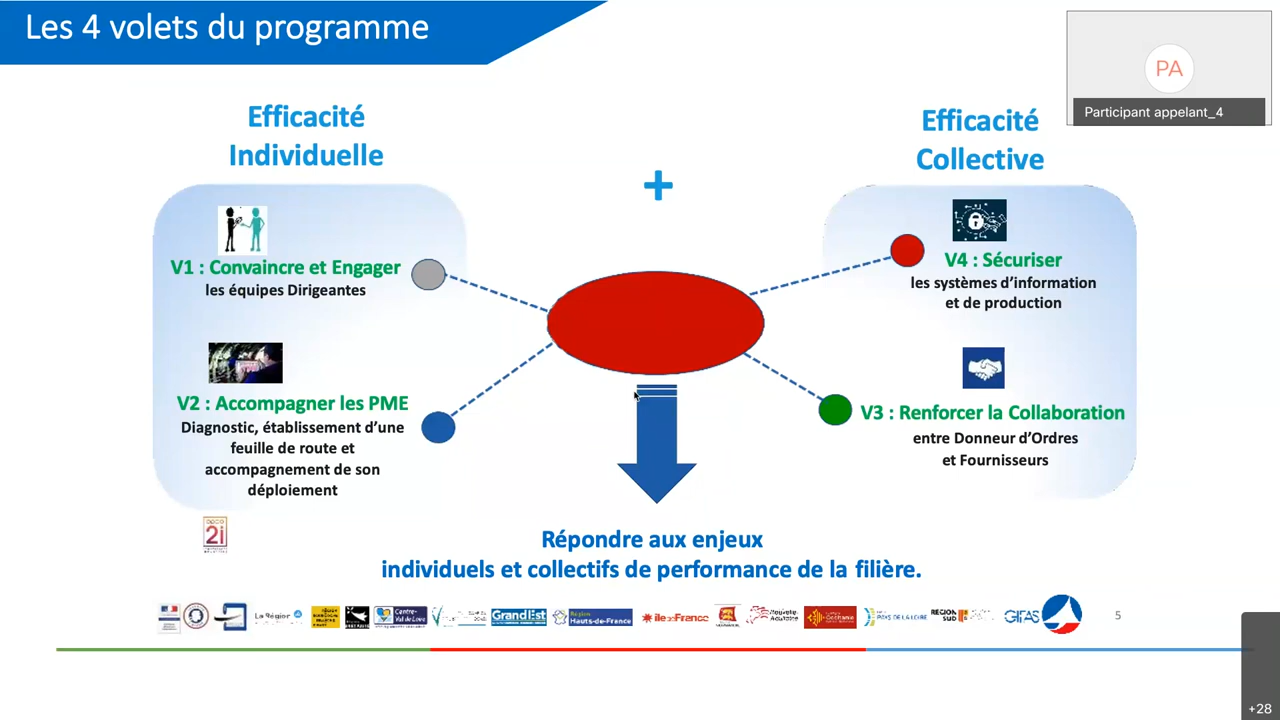 Les 4 volets du programme
PA
Participant appelant_4
Efficacité
Individuelle
+
Efficacité
Collective
V1 : Convaincre et Engager
les équipes Dirigeantes
V2 : Accompagner les PME
Diagnostic, établissement d’une
feuille de route et
accompagnement de son
déploiement
2i
V4 : Sécuriser
les systèmes d’information
et de production
V3 : Renforcer la Collaboration
entre Donneur d’Ordres
et Fournisseurs
Répondre aux enjeux
individuels et collectifs de performance de la filière.
La Région
Centre-
Val de Loire
GrandEst
Région
Hauts-de-France
île de France
Nouvelle-
Aquitaine
Occitanie
PAYS DE LA LOIRE
RÉGION
SUD
GIFAS
5
+28